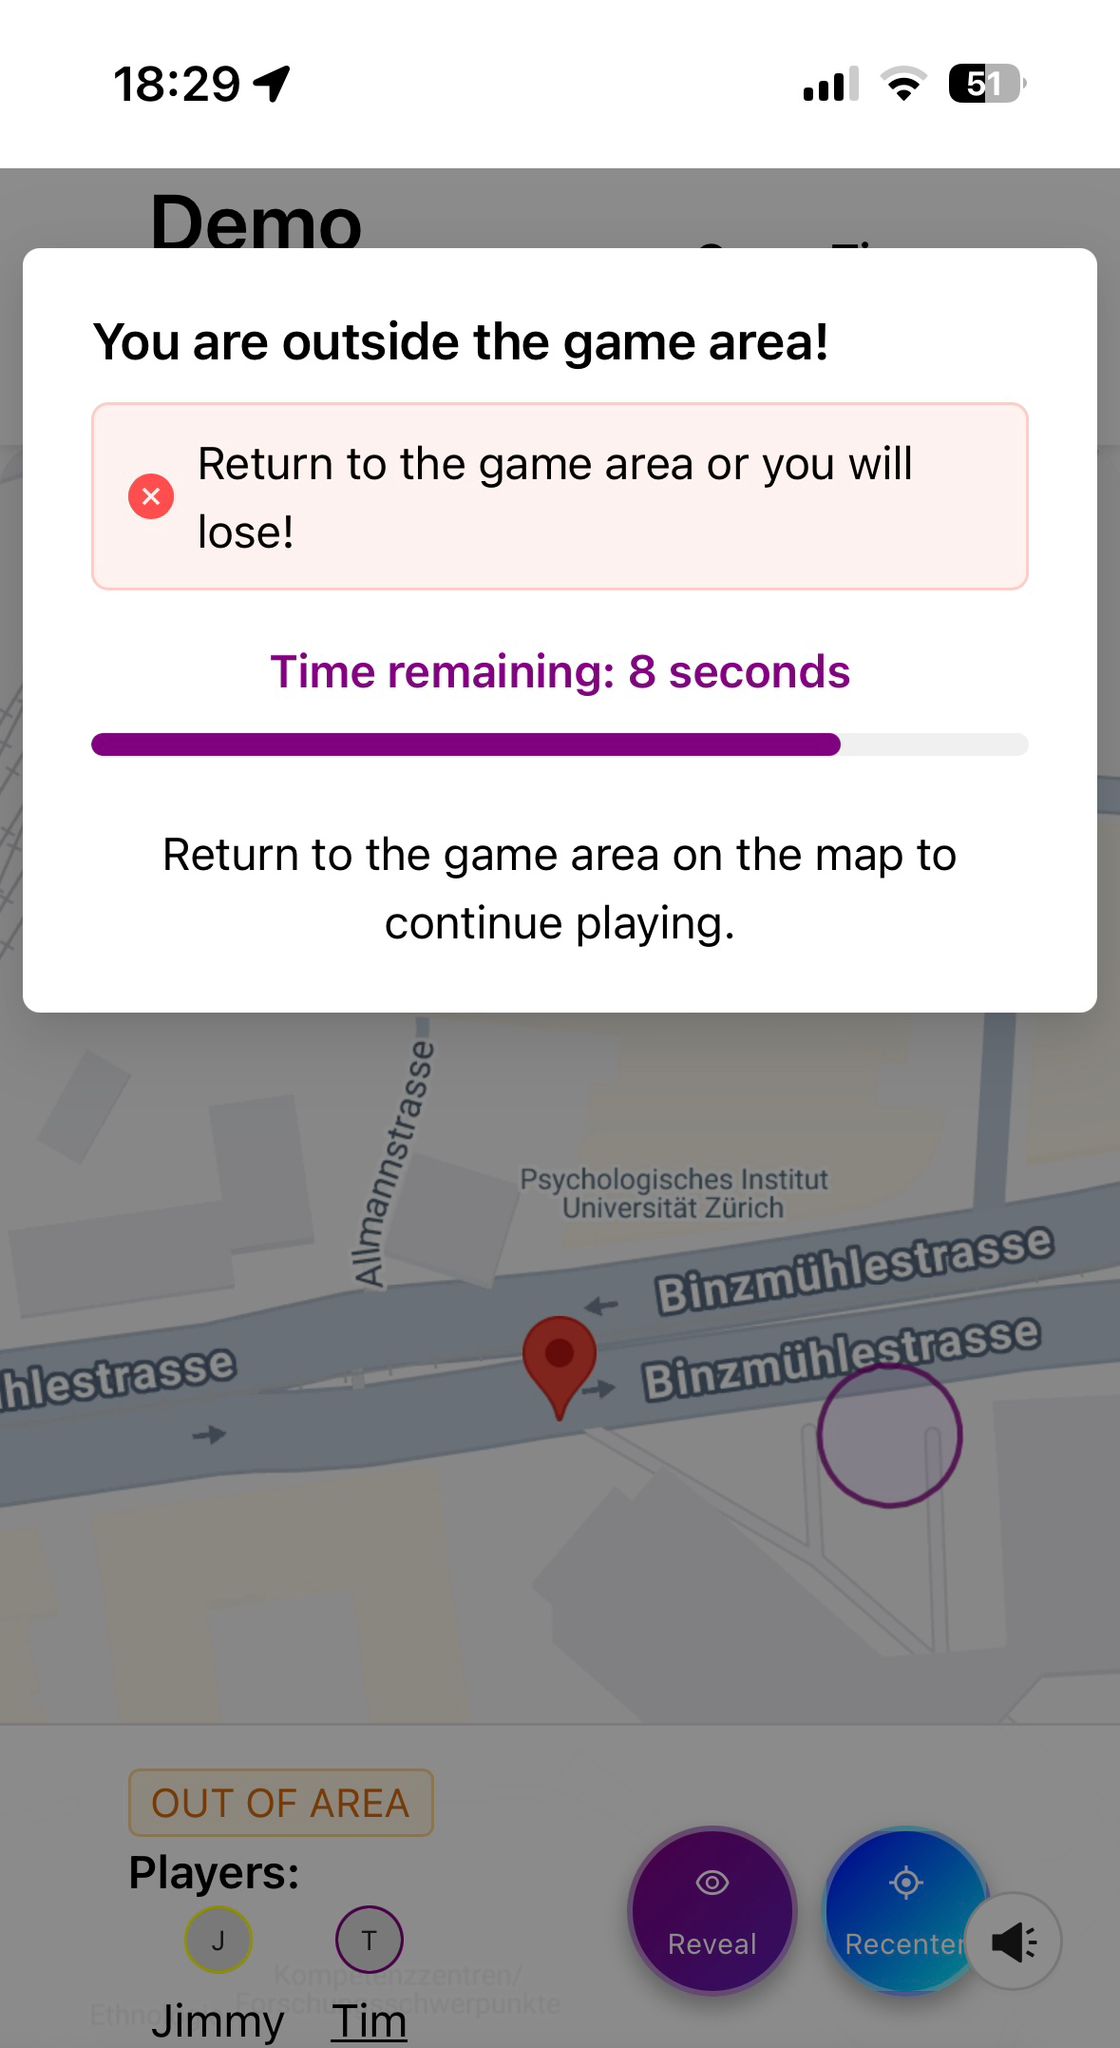 18:29
51
Demo
You are outside the game area!
Return to the game area or you will
lose!
Time remaining: 8 seconds
Return to the game area on the map to
continue playing.
Allmannstrasse
Psychologisches Institut
Universität Zürich
Binzmühlestrasse
Binzmühlestrasse
hlestrasse
OUT OF AREA
Players:
J
T
Reveal
Recenter
Kompetenzzentren/
Forschungsschwerpunkte
Jimmy
Tim